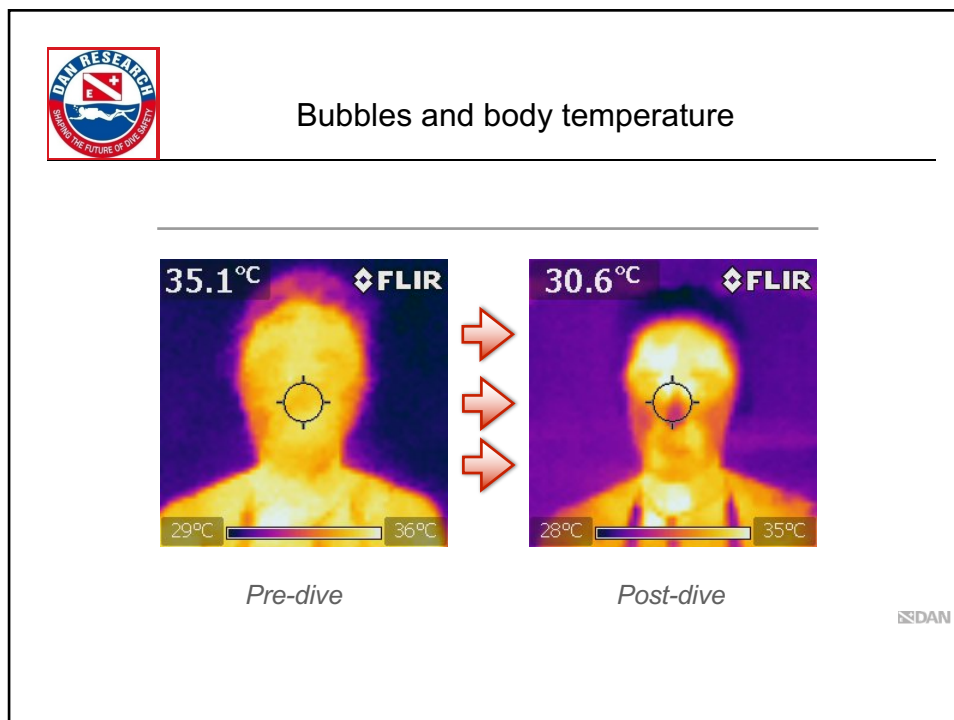 DAN RESEARCH
E
SHAPING THE FUTURE OF DIVE SAFETY
Bubbles and body temperature
35.1°C FLIR
30.6°C FLIR
29°C 36°C
28°C 35°C
Pre-dive
Post-dive
DAN